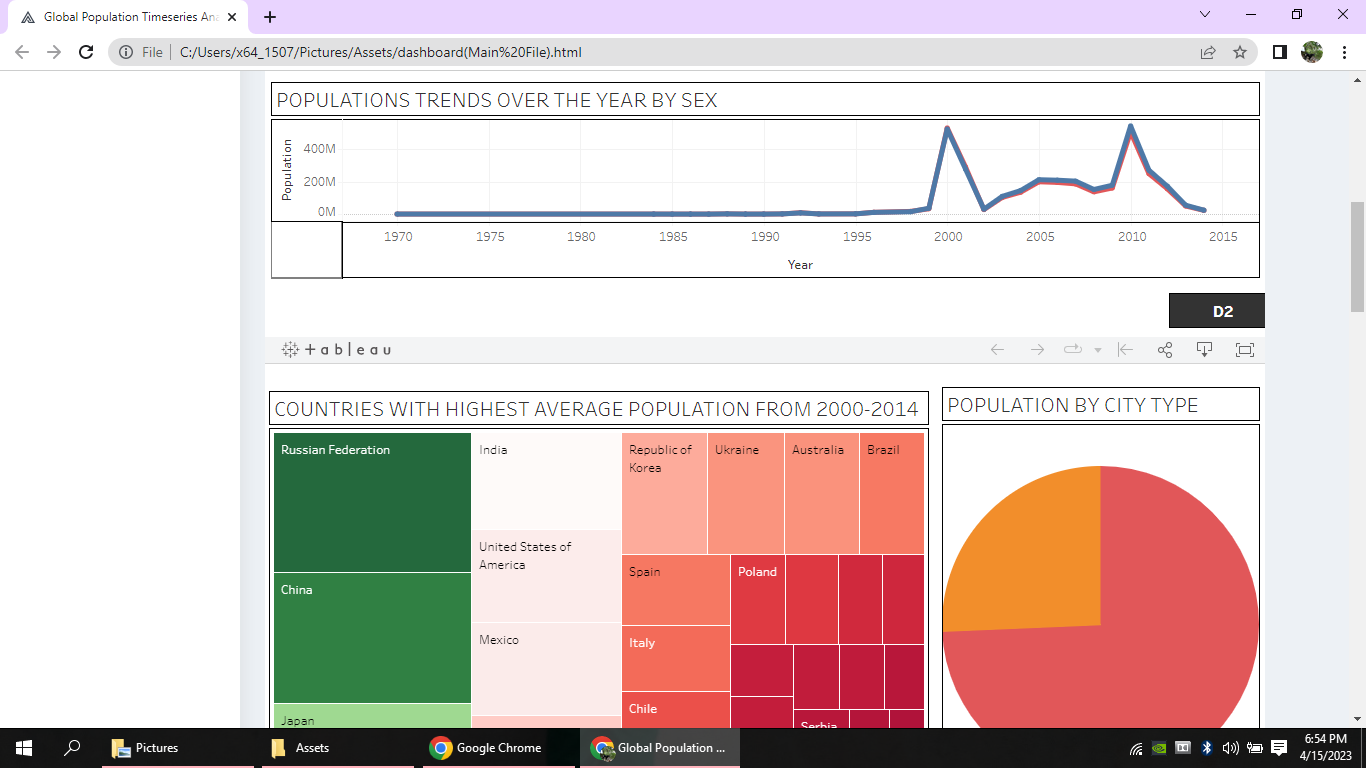 Global Population Timeseries Ana
File
C:/Users/x64_1507/Pictures/Assets/dashboard(Main%20File).html
POPULATIONS TRENDS OVER THE YEAR BY SEX
Population
400M
200M
0M
1970 1975 1980 1985 1990 1995 2000 2005 2010 2015
Year
D2
+ableau
COUNTRIES WITH HIGHEST AVERAGE POPULATION FROM 2000-2014
Russian Federation
China
Japan
India
United States of
America
Mexico
Republic of
Korea
Ukraine
Australia
Brazil
Spain
Italy
Chile
Poland
Serbia
POPULATION BY CITY TYPE
Pictures
Assets
Google Chrome
Global Population ...
6:54 PM
4/15/2023